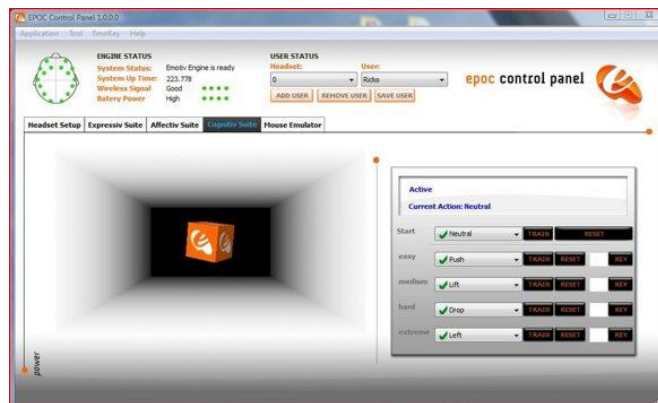 EPOC Control Panel 1.0.0.0
Application Tool EmoKey Help
ENGINE STATUS
System Status: Emotiv Engine is ready
System Up Time: 223.778
Wireless Signal Good
Batery Power High
USER STATUS
Headset: User:
0 Ricko
ADD USER REMOVE USER SAVE USER
epoc control panel
Headset Setup Expressiv Suite Affectiv Suite Cognitiv Suite Mouse Emulator
Active
Current Action: Neutral
Start Neutral TRAIN RESET
easy Push TRAIN RESET KEY
medium Lift TRAIN RESET KEY
hard Drop TRAIN RESET KEY
extreme Left TRAIN RESET KEY
power